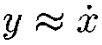 y ≈ ẋ